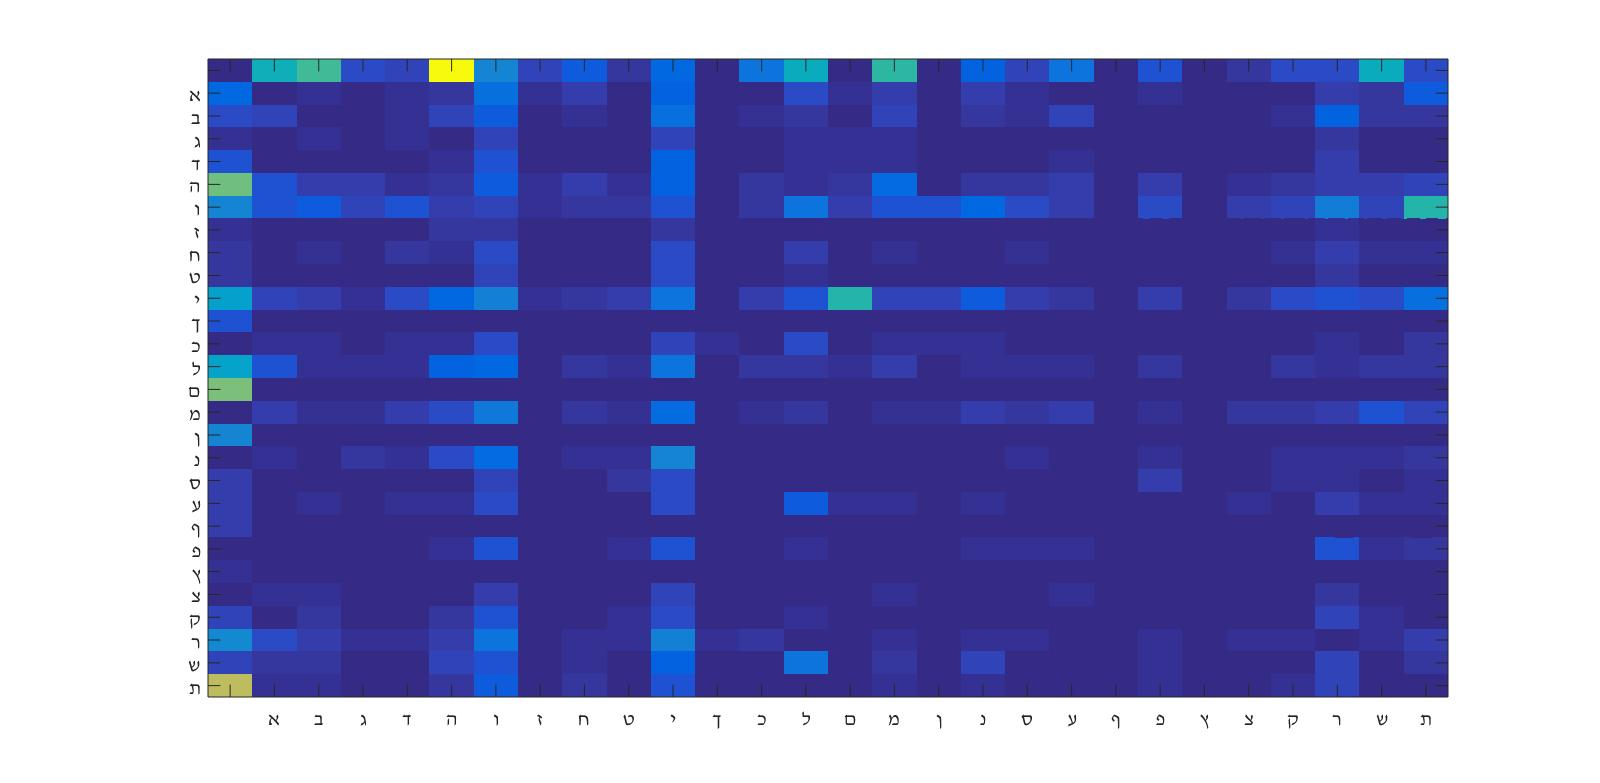 א
ב
ג
ד
ה
ו
ז
ח
ט
י
ך
כ
ל
ם
מ
ן
נ
ס
ע
ף
פ
ץ
צ
ק
ר
ש
ת
א ב ג ד ה ו ז ח ט י ך כ ל ם מ ן נ ס ע ף פ ץ צ ק ר ש ת